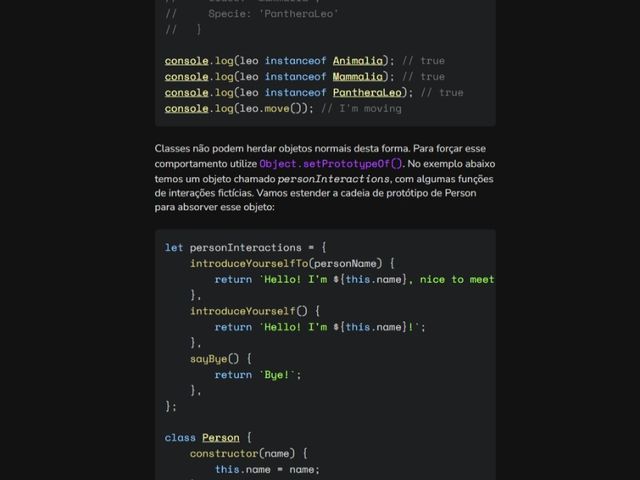 //     Specie: 'PantheraLeo'
//   }
console.log(leo instanceof Animalia); // true
console.log(leo instanceof Mammalia); // true
console.log(leo instanceof PantheraLeo); // true
console.log(leo.move()); // I'm moving
Classes não podem herdar objetos normais desta forma. Para forçar esse
comportamento utilize Object.setPrototypeOf(). No exemplo abaixo
temos um objeto chamado personInteractions, com algumas funções
de interações fictícias. Vamos estender a cadeia de protótipo de Person
para absorver esse objeto:
let personInteractions = {
introduceYourselfTo(personName) {
return `Hello! I'm ${this.name}, nice to meet
},
introduceYourself() {
return `Hello! I'm ${this.name}!`;
},
sayBye() {
return `Bye!`;
},
};
class Person {
constructor(name) {
this.name = name;